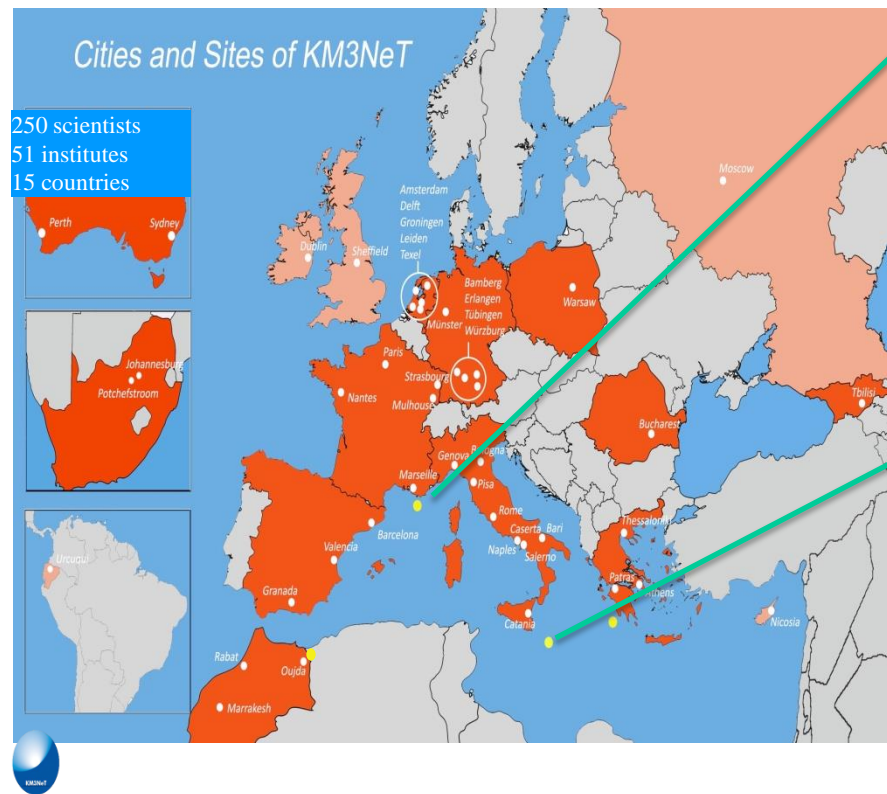 Cities and Sites of KM3NeT
250 scientists
51 institutes
15 countries
Perth
Sydney
Johannesburg
Potchefstroom
Urcuqui
Dublin
Sheffield
Amsterdam
Delft
Groningen
Leiden
Texel
Münster
Bamberg
Erlangen
Tübingen
Würzburg
Moscow
Warsaw
Paris
Strasbourg
Nantes
Mulhouse
Bucharest
Tbilisi
Genova
Bologna
Marseille
Pisa
Rome
Barcelona
Caserta
Bari
Naples
Salerno
Thessaloniki
Valencia
Granada
Patras
Athens
Catania
Nicosia
Rabat
Oujda
Marrakesh
KM3NeT